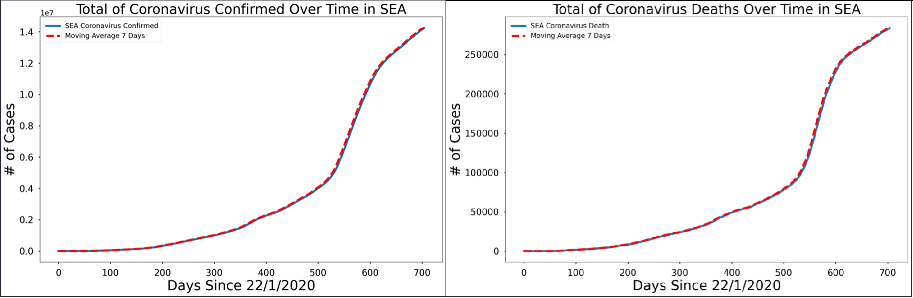 Total of Coronavirus Confirmed Over Time in SEA
1e7
SEA Coronavirus Confirmed
Moving Average 7 Days
1.4
1.2
1.0
0.8
0.6
0.4
0.2
0.0
# of Cases
0 100 200 300 400 500 600 700
Days Since 22/1/2020
Total of Coronavirus Deaths Over Time in SEA
SEA Coronavirus Death
Moving Average 7 Days
250000
200000
150000
100000
50000
0
# of Cases
0 100 200 300 400 500 600 700
Days Since 22/1/2020